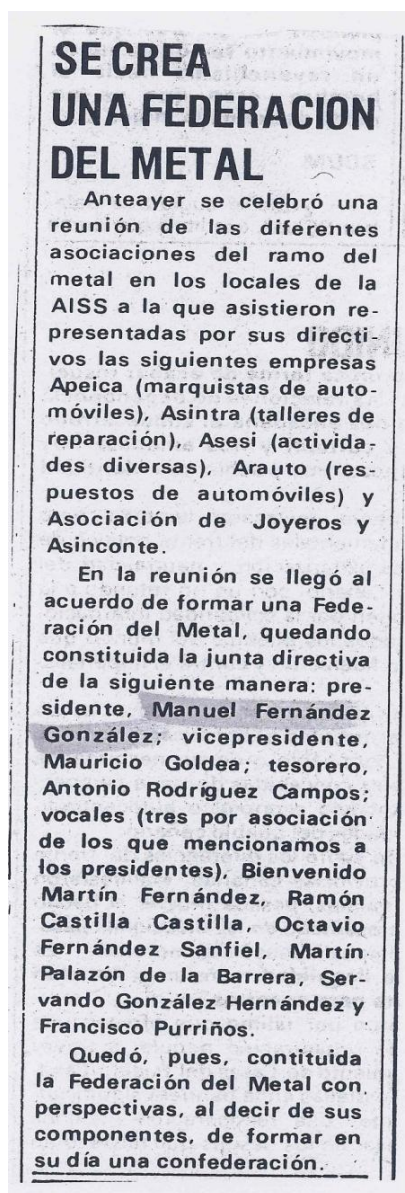 SE CREA
UNA FEDERACION
DEL METAL
Anteayer se celebró una
reunión de las diferentes
asociaciones del ramo del
metal en los locales de la
AISS a la que asistieron re-
presentadas por sus directi-
vos las siguientes empresas
Apeica (marquistas de auto-
móviles), Asintra (talleres de
reparación), Asesi (activida-
des diversas), Arauto (res-
puestos de automóviles) y
Asociación de Joyeros y
Asinconte.
En la reunión se llegó al
acuerdo de formar una Fede-
ración del Metal, quedando
constituida la junta directiva
de la siguiente manera: pre-
sidente, Manuel Fernández
González; vicepresidente,
Mauricio Goldea; tesorero,
Antonio Rodríguez Campos;
vocales (tres por asociación
de los que mencionamos a
los presidentes), Bienvenido
Martín Fernández, Ramón
Castilla Castilla, Octavio
Fernández Sanfiel, Martín
Palazón de la Barrera, Ser-
vando González Hernández y
Francisco Purriños.
Quedó, pues, contituida
la Federación del Metal con
perspectivas, al decir de sus
componentes, de formar en
su día una confederación.